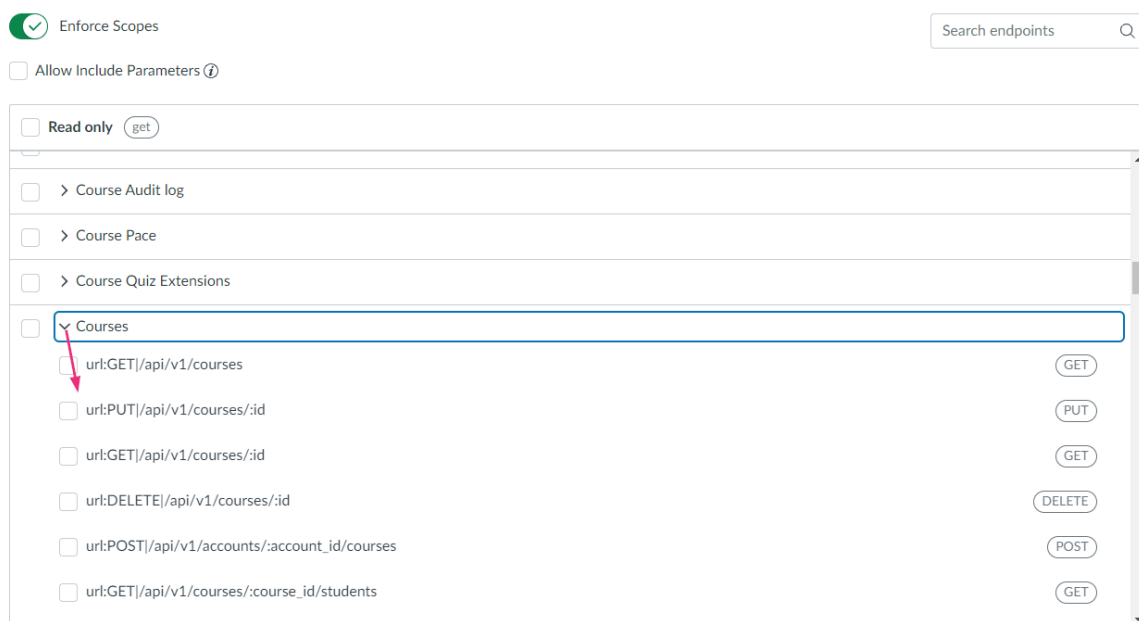 Enforce Scopes
Search endpoints
Allow Include Parameters
Read only get
Course Audit log
Course Pace
Course Quiz Extensions
Courses
url:GET|/api/v1/courses GET
url:PUT|/api/v1/courses/:id PUT
url:GET|/api/v1/courses/:id GET
url:DELETE|/api/v1/courses/:id DELETE
url:POST|/api/v1/accounts/:account_id/courses POST
url:GET|/api/v1/courses/:course_id/students GET